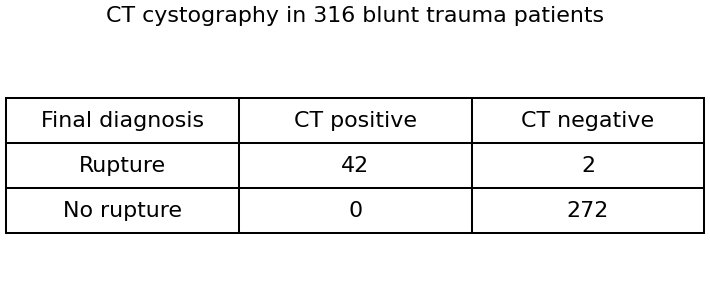 CT cystography in 316 blunt trauma patients
Final diagnosis CT positive CT negative
Rupture 42 2
No rupture 0 272